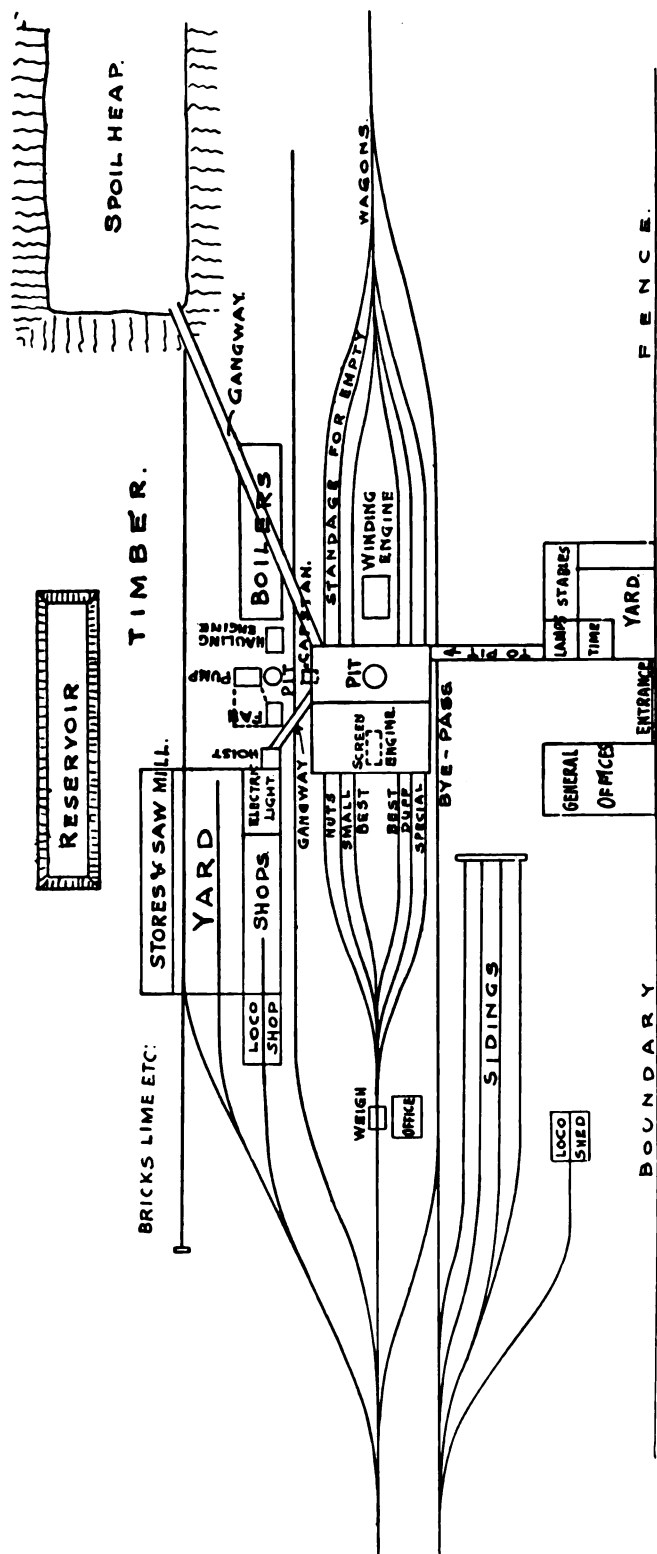 SPOIL HEAP.
GANGWAY.
TIMBER.
RESERVOIR
BOILERS
HAULING
ENGINE.
PUMP
PIT
CAPSTAN.
TAB
HOIST
GANGWAY
STORES & SAW MILL.
YARD
ELECTRIC
LIGHT.
SHOPS.
LOCO
SHOP
BRICKS LIME ETC:
WAGONS.
STANDAGE FOR EMPTY
WINDING
ENGINE
PIT
SCREEN
ENGINE.
NUTS
SMALL
BEST
BEST
DUFF
SPECIAL
BYE-PASS
TO PIT
LAMPS
STABLES
TIME
YARD.
ENTRANCE
GENERAL
OFFICES
WEIGH
OFFICE
SIDINGS
LOCO
SHED
BOUNDARY FENCE.